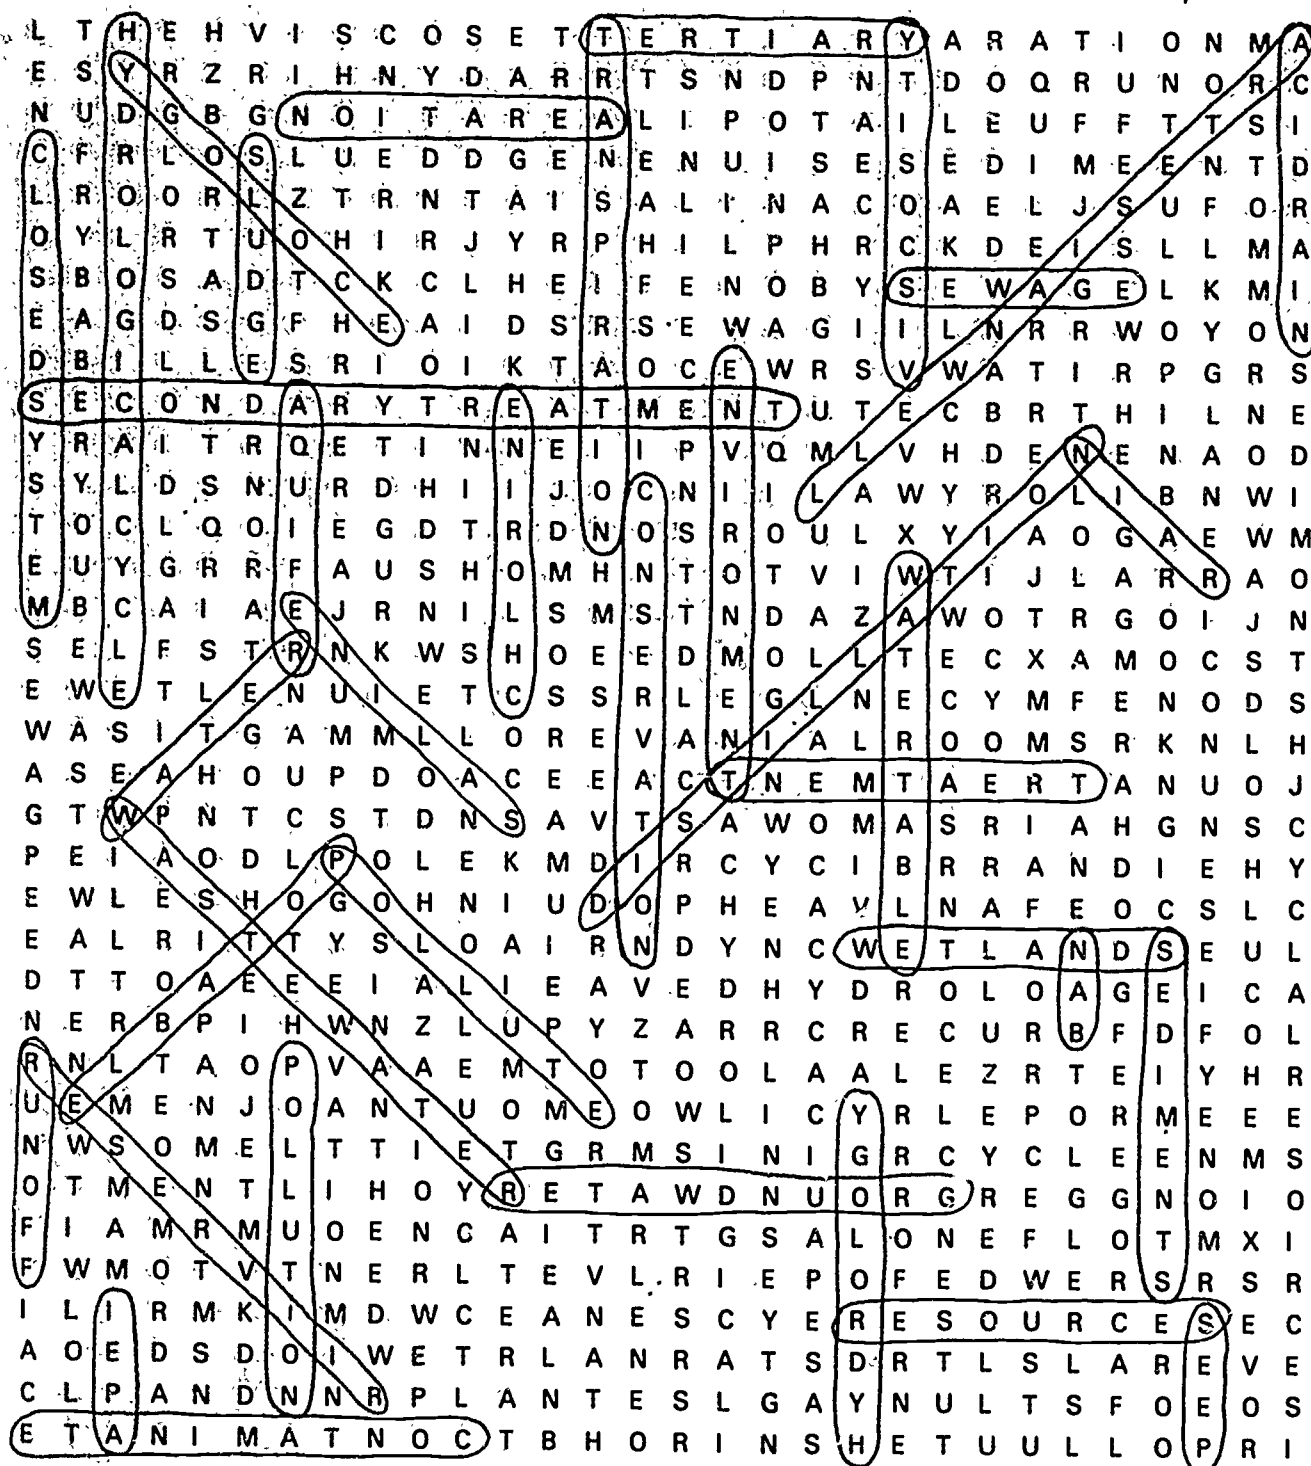 L T H E H V I S C O S E T T E R T I A R Y A R A T I O N M A
E S Y R Z R I H N Y D A R R T S N D P N T D O Q R U N O R C
N U D G B G N O I T A R E A L I P O T A I L E U F F T T S I
C F R L O S L U E D D G E N E N U I S E S E D I M E E N T D
L R O O R L Z T R N T A I S A L I N A C O A E L J S U F O R
O Y L R T U O H I R J Y R P H I L P H R C K D E I S L L M A
S B O S A D T C K C L H E I F E N O B Y S E W A G E L K M I
E A G D S G F H E A I D S R S E W A G I I L N R R W O Y O N
D B I L L E S R I O I K T A O C E W R S V W A T I R P G R S
S E C O N D A R Y T R E A T M E N T U T E C B R T H I L N E
Y R A I T R Q E T I N N E I I P V Q M L V H D E N E N A O D
S Y L D S N U R D H I I J O C N I I L A W Y R O L I B N W I
T O C L Q O I E G D T R D N O S R O U L X Y I A O G A E W M
E U Y G R R F A U S H O M H N T O T V I W T I J L A R R A O
M B C A I A E J R N I L S M S T N D A Z A W O T R G O I J N
S E L F S T R N K W S H O E E D M O L L T E C X A M O C S T
E W E T L E N U I E T C S S R L E G L N E C Y M F E N O D S
W A S I T G A M M L L O R E V A N I A L R O O M S R K N L H
A S E A H O U P D O A C E E A C T N E M T A E R T A N U O J
G T W P N T C S T D N S A V T S A W O M A S R I A H G N S C
P E I A O D L P O L E K M D I R C Y C I B R R A N D I E H Y
E W L E S H O G O H N I U D O P H E A V L N A F E O C S L C
E A L R I T T Y S L O A I R N D Y N C W E T L A N D S E U L
D T T O A E E E I A L I E A V E D H Y D R O L O A G E I C A
N E R B P I H W N Z L U P Y Z A R R C R E C U R B F D F O L
R N L T A O P V A A E M T O T O O L A A L E Z R T E I Y H R
U E M E N J O A N T U O M E O W L I C Y R L E P O R M E E E
N W S O M E L T T I E T G R M S I N I G R C Y C L E E N M S
O T M E N T L I H O Y R E T A W D N U O R G R E G G N O I O
F I A M R M U O E N C A I T R T G S A L O N E F L O T M X I
F W M O T V T N E R L T E V L R I E P O F E D W E R S R S R
I L I R M K I M D W C E A N E S C Y E R E S O U R C E S E C
A O E D S D O I W E T R L A N R A T S D R T L S L A R E V E
C L P A N D N N R P L A N T E S L G A Y N U L T S F O E O S
E T A N I M A T N O C T B H O R I N S H E T U U L L O P R I